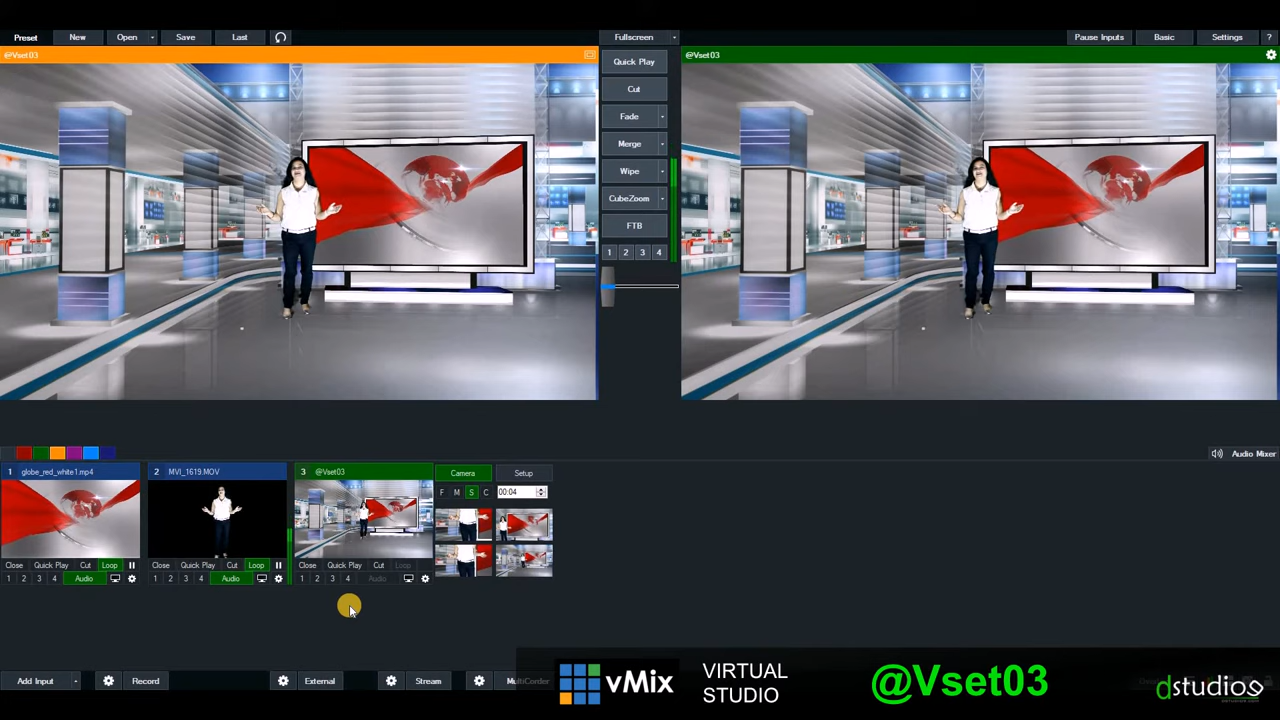 Preset New Open Save Last Fullscreen Pause Inputs Basic Settings ?
@Vset03 @Vset03
Quick Play
Cut
Fade
Merge
Wipe
CubeZoom
FTB
1 2 3 4
Audio Mixer
1 globe_red_white1.mp4 2 MVI_1619.MOV 3 @Vset03 Camera Setup
F M S C 00:04
Close Quick Play Cut Loop Close Quick Play Cut Loop Close Quick Play Cut Loop
1 2 3 4 Audio 1 2 3 4 Audio 1 2 3 4 Audio
Add Input Record External Stream MultiCorder
vMix VIRTUAL STUDIO @Vset03 dstudios